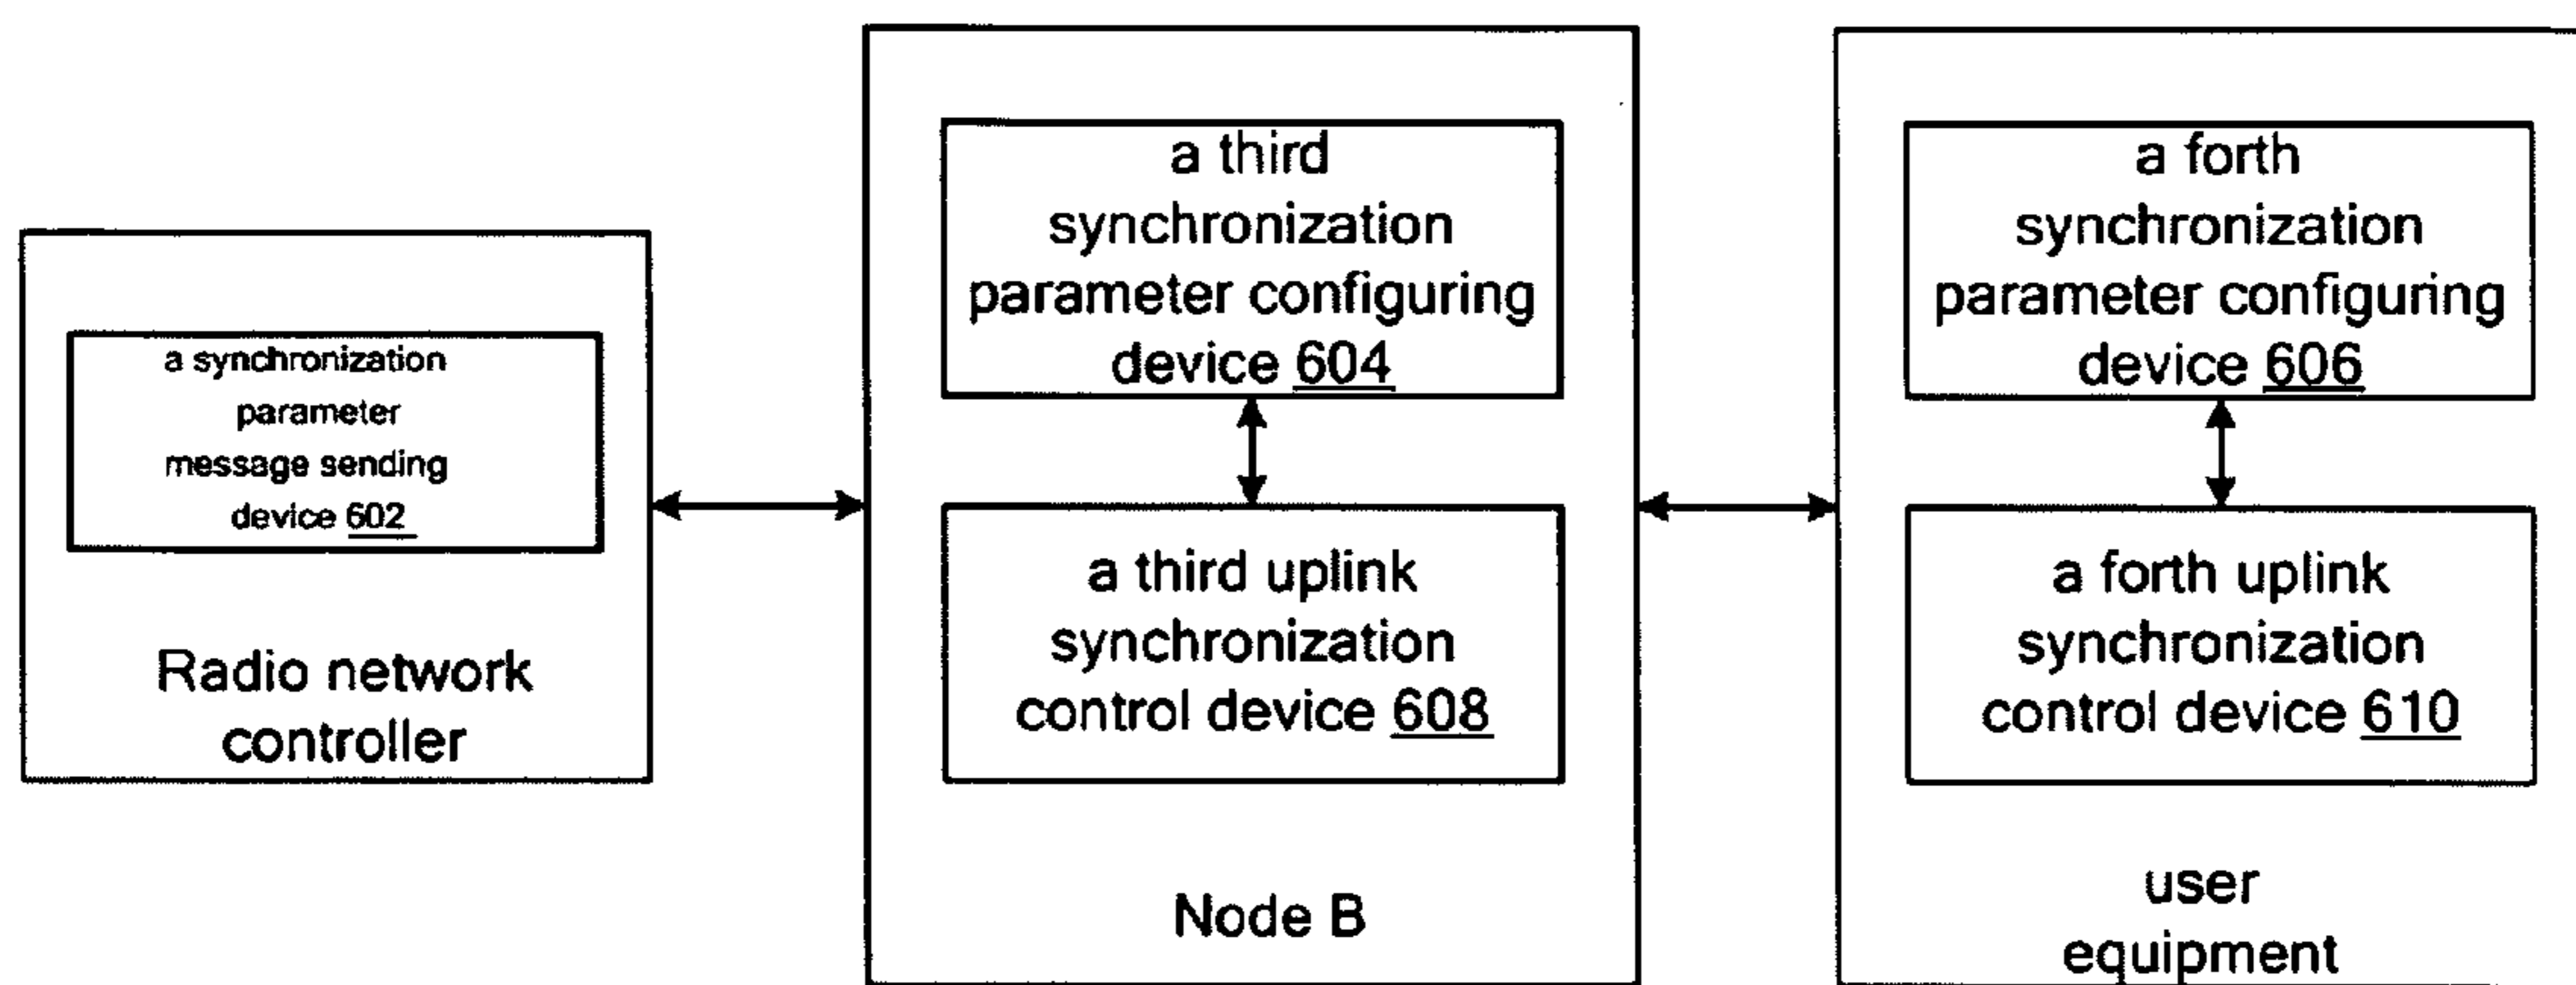 a synchronization
parameter
message sending
device 602
Radio network
controller
a third
synchronization
parameter configuring
device 604
a third uplink
synchronization
control device 608
Node B
a forth
synchronization
parameter configuring
device 606
a forth uplink
synchronization
control device 610
user
equipment